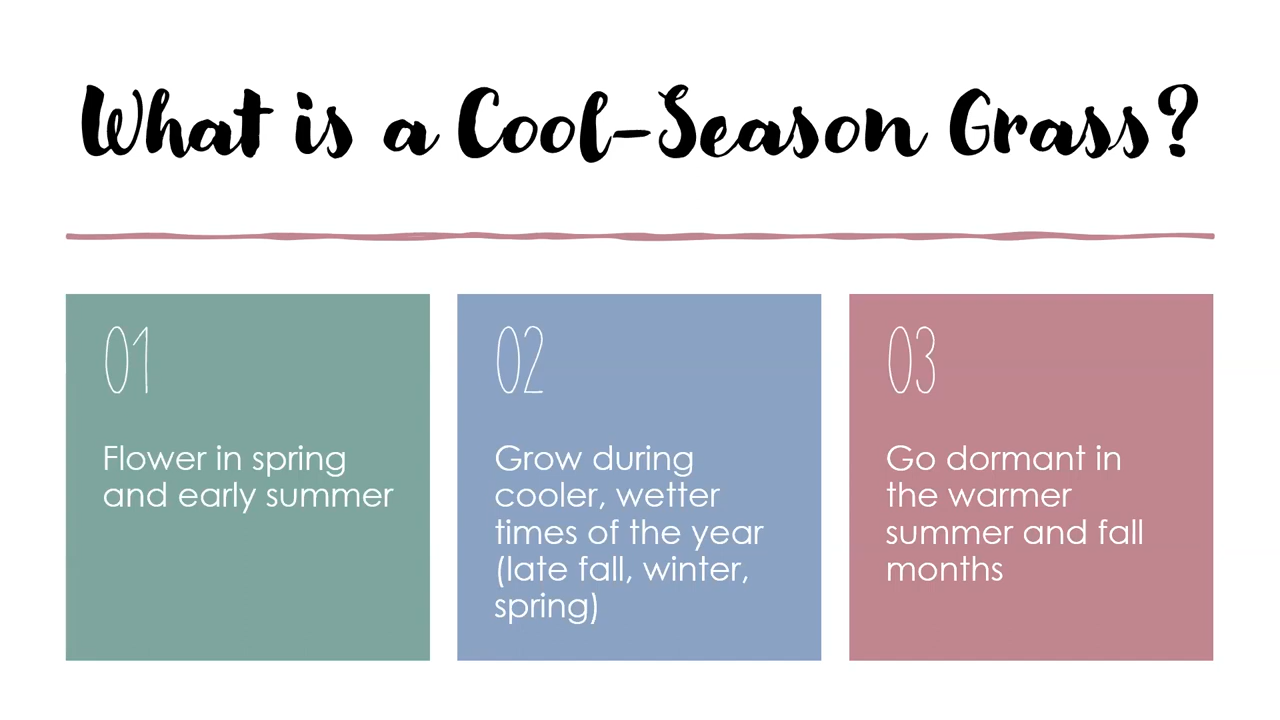 What is a Cool-Season Grass?
01
Flower in spring
and early summer
02
Grow during
cooler, wetter
times of the year
(late fall, winter,
spring)
03
Go dormant in
the warmer
summer and fall
months